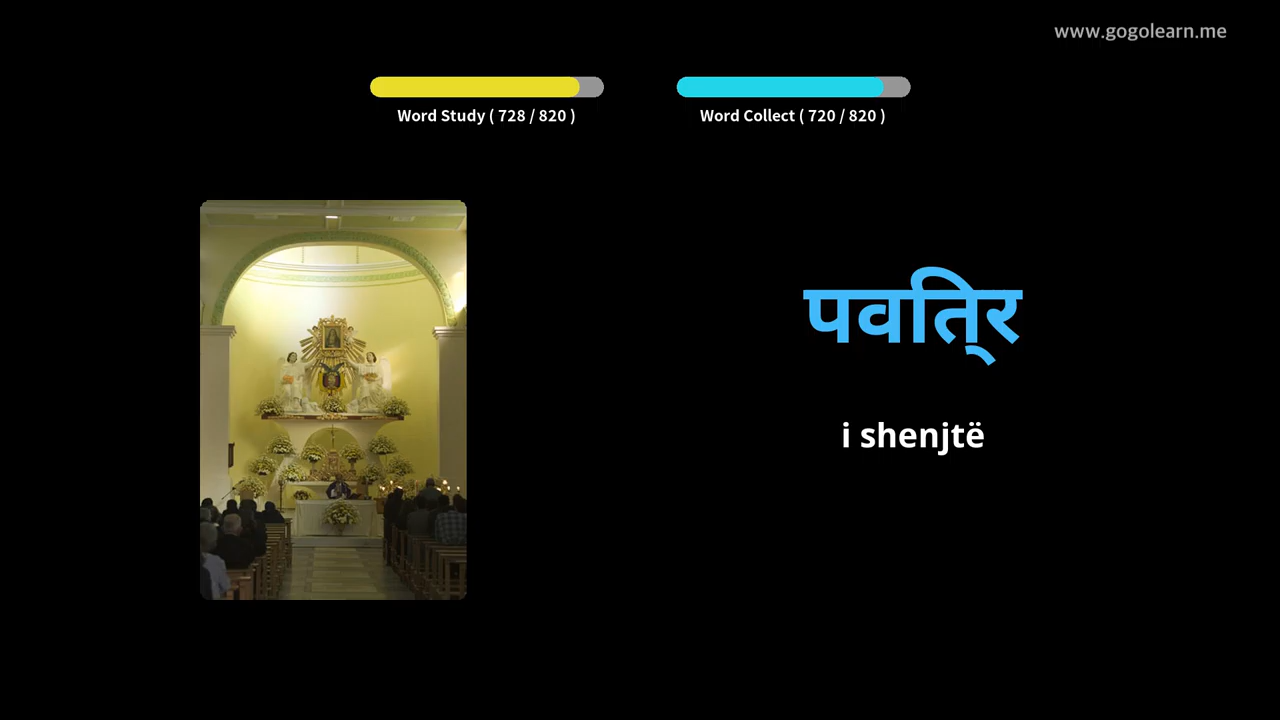 www.gogolearn.me
Word Study ( 728 / 820 )
Word Collect ( 720 / 820 )
पवित्र
i shenjtë